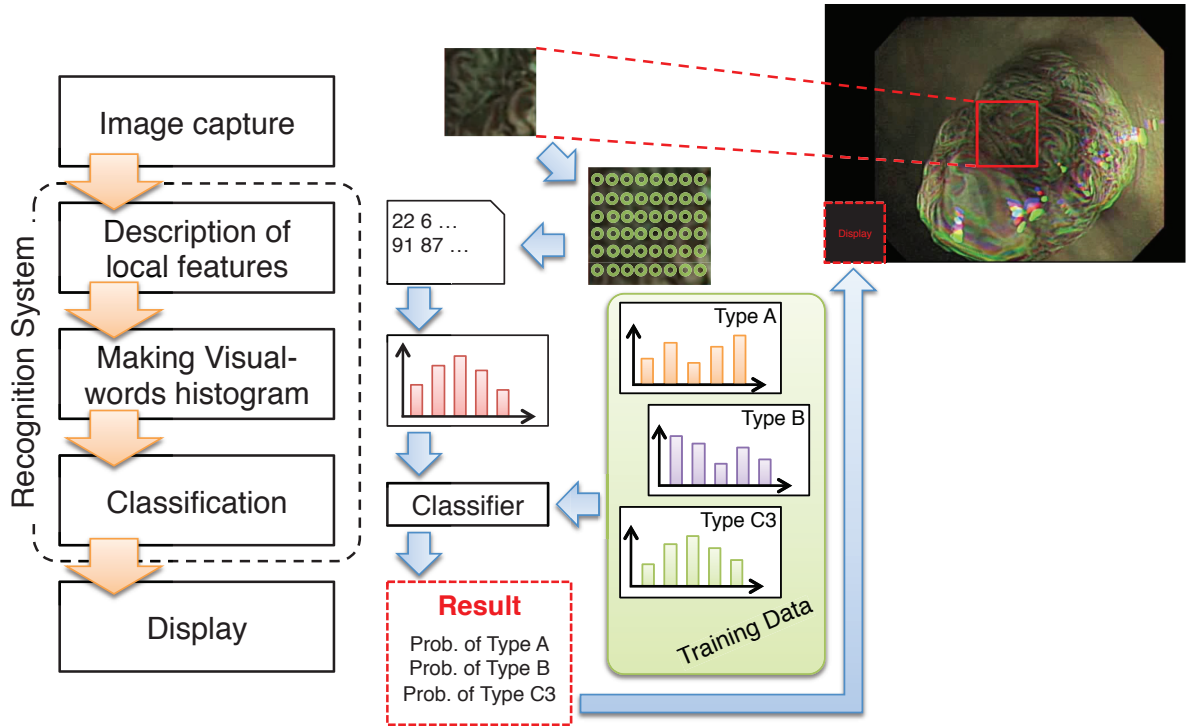 Image capture
Recognition System
Description of
local features
Making Visual-
words histogram
Classification
Display
22 6 ...
91 87 ...
Classifier
Result
Prob. of Type A
Prob. of Type B
Prob. of Type C3
Type A
Type B
Type C3
Training Data
Display